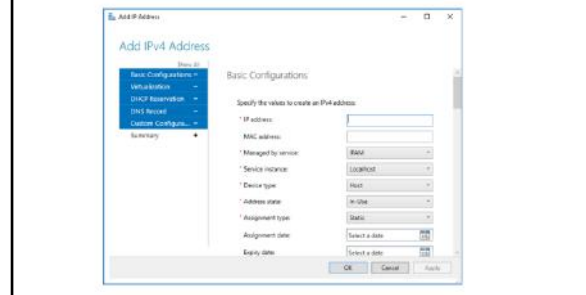 Add IP Address
Add IPv4 Address
Show All
Basic Configurations
Virtualization
DHCP Reservation
DNS Record
Custom Configura...
Summary
Basic Configurations
Specify the values to create an IPv4 address:
* IP address:
MAC address:
* Managed by service: IPAM
* Service instance: Localhost
* Device type: Host
* Address state: In-Use
* Assignment type: Static
Assignment date: Select a date
Expiry date: Select a date
OK Cancel Apply